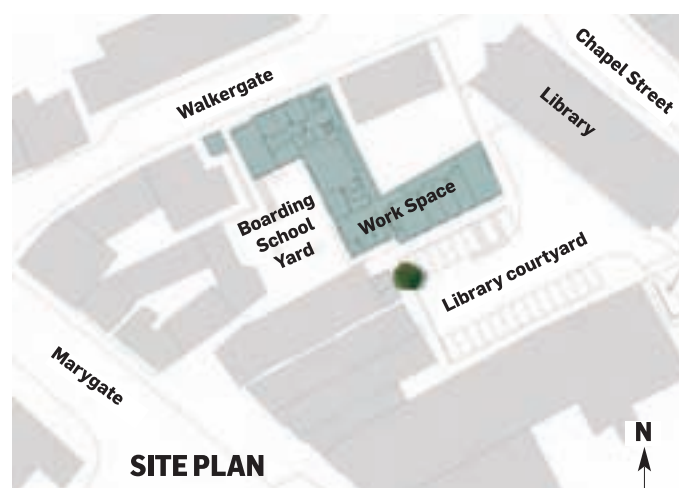 Chapel Street
Walkergate
Library
Boarding
School
Yard
Work Space
Library courtyard
Marygate
SITE PLAN
N